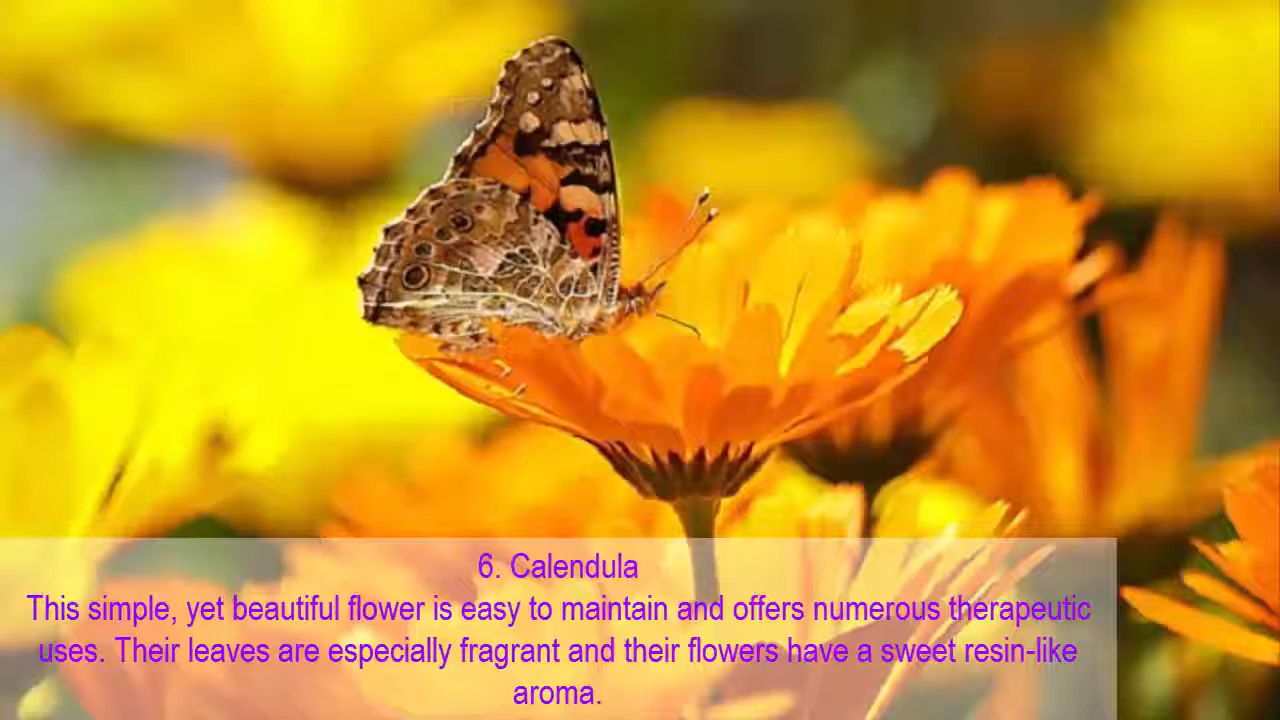 6. Calendula
This simple, yet beautiful flower is easy to maintain and offers numerous therapeutic
uses. Their leaves are especially fragrant and their flowers have a sweet resin-like
aroma.